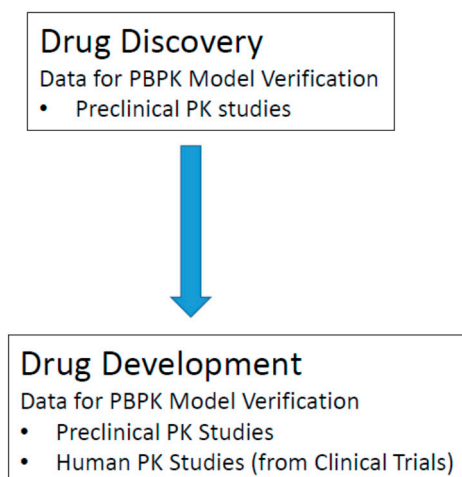 Drug Discovery
Data for PBPK Model Verification
• Preclinical PK studies
Drug Development
Data for PBPK Model Verification
• Preclinical PK Studies
• Human PK Studies (from Clinical Trials)